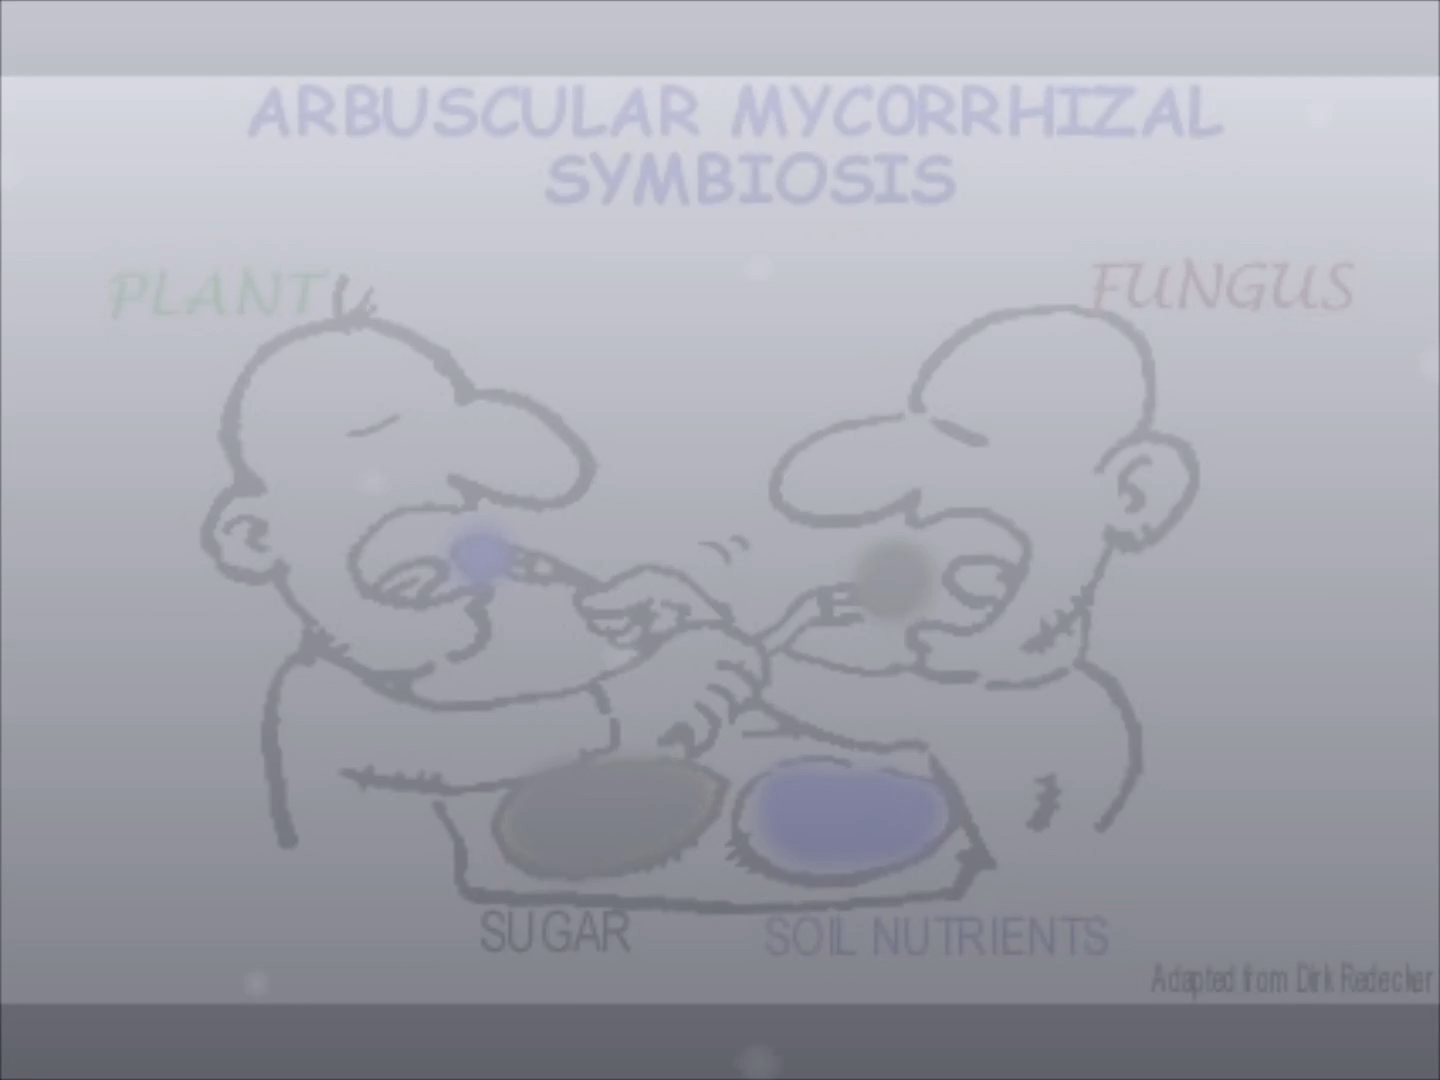 ARBUSCULAR MYCORRHIZAL
SYMBIOSIS
PLANT
FUNGUS
SUGAR
SOIL NUTRIENTS
Adapted from Dirk Redecker